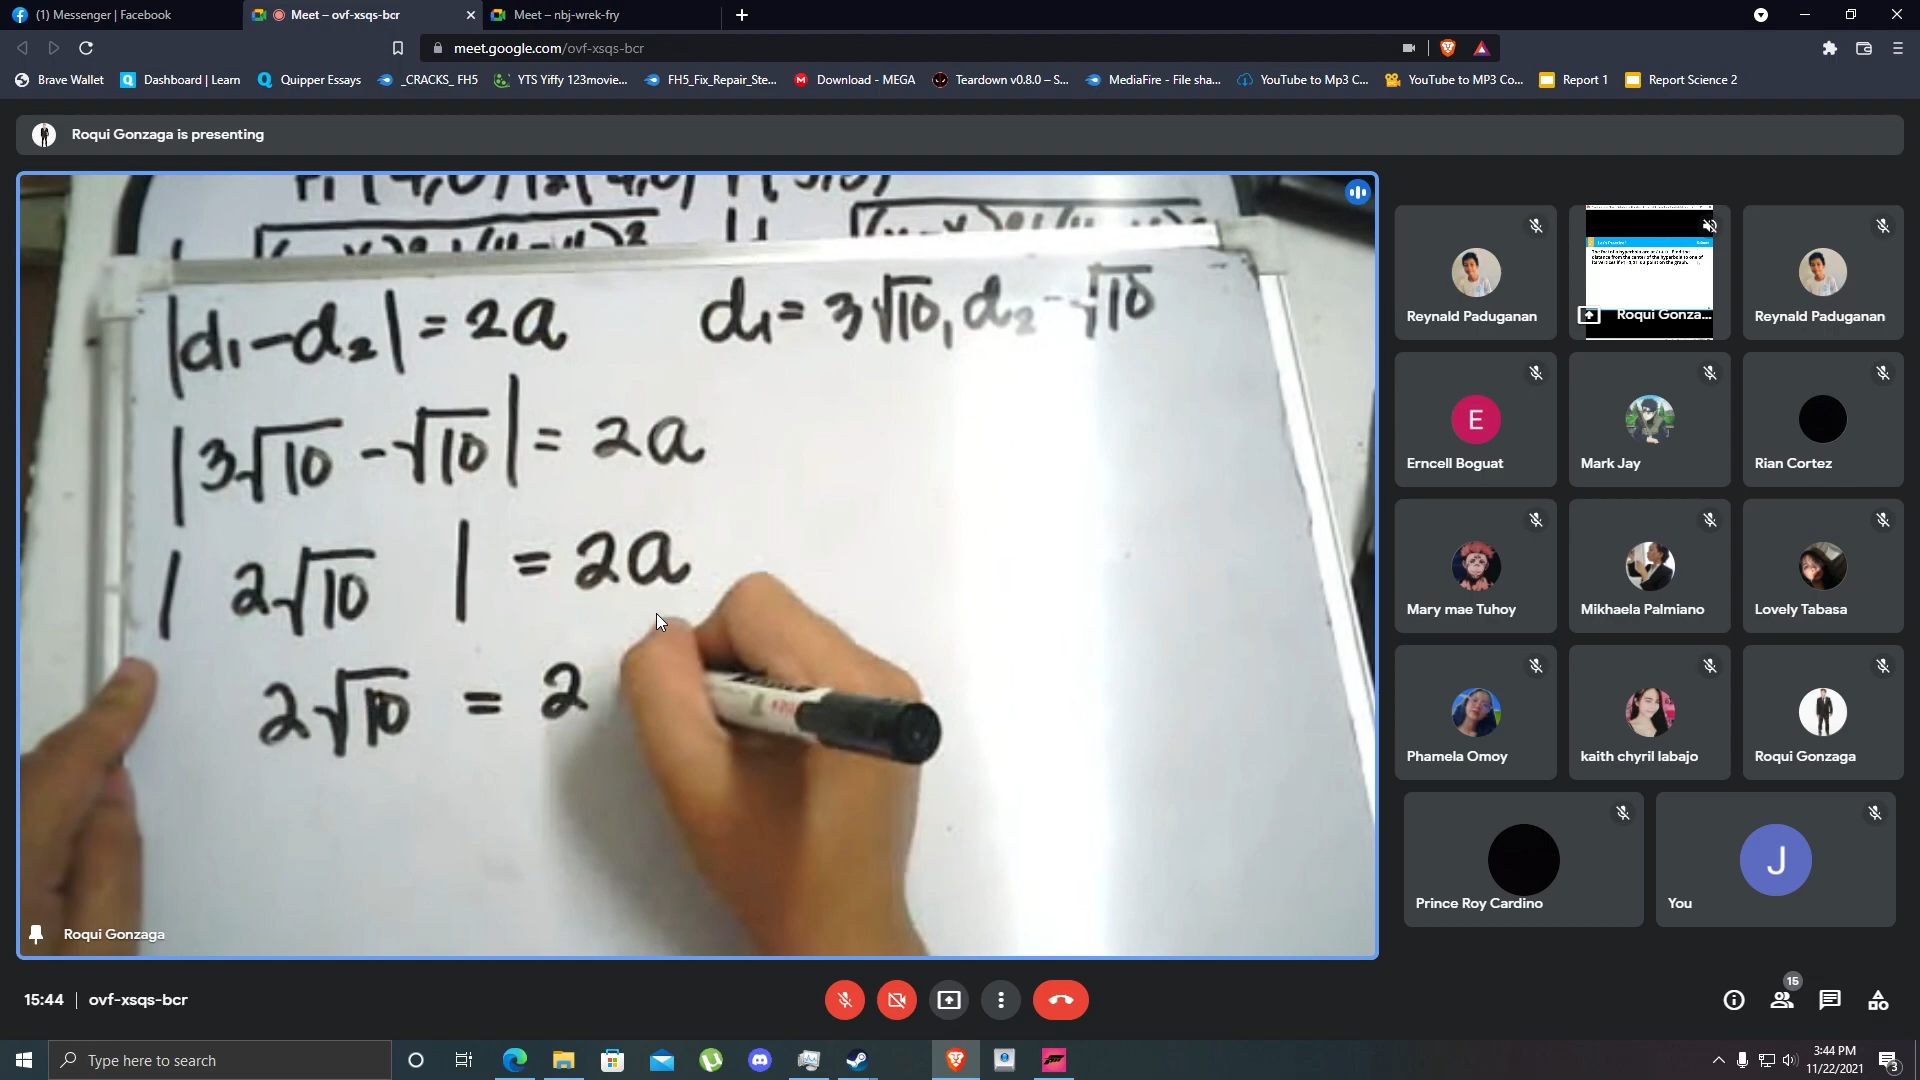 (1) Messenger | Facebook
Meet – ovf-xsqs-bcr
Meet – nbj-wrek-fry
meet.google.com/ovf-xsqs-bcr
Brave Wallet
Dashboard | Learn
Quipper Essays
_CRACKS_ FH5
YTS Yiffy 123movie...
FH5_Fix_Repair_Ste...
Download - MEGA
Teardown v0.8.0 – S...
MediaFire - File sha...
YouTube to Mp3 C...
YouTube to MP3 Co...
Report 1
Report Science 2
Roqui Gonzaga is presenting
|d₁-d₂| = 2a
d₁ = 3√10, d₂ = √10
|3√10 - √10| = 2a
| 2√10 | = 2a
2√10 = 2
Roqui Gonzaga
Reynald Paduganan
Roqui Gonza...
Reynald Paduganan
E
Erncell Boguat
Mark Jay
Rian Cortez
Mary mae Tuhoy
Mikhaela Palmiano
Lovely Tabasa
Phamela Omoy
kaith chyril labajo
Roqui Gonzaga
Prince Roy Cardino
J
You
15:44 | ovf-xsqs-bcr
15
Type here to search
3:44 PM
11/22/2021
3